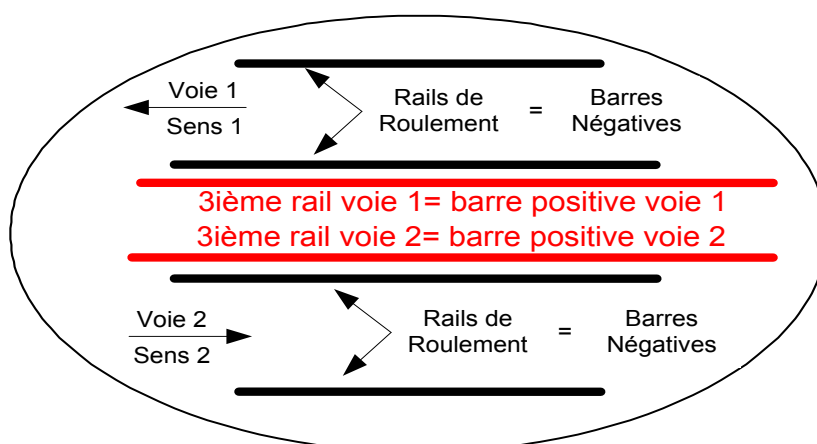 Voie 1
Sens 1
Rails de
Roulement
=
Barres
Négatives
3ième rail voie 1= barre positive voie 1
3ième rail voie 2= barre positive voie 2
Voie 2
Sens 2
Rails de
Roulement
=
Barres
Négatives